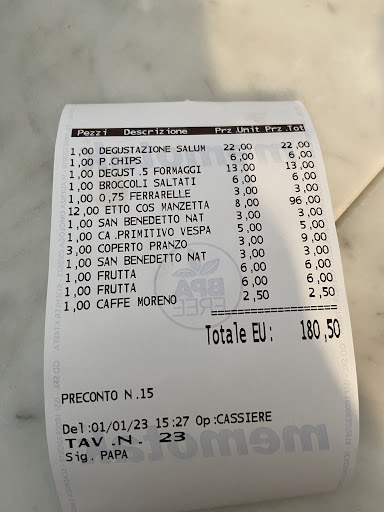 Pezzi Descrizione Prz.Unit Prz.Tot
1,00 DEGUSTAZIONE SALUM 22,00 22,00
1,00 P.CHIPS 6,00 6,00
1,00 DEGUST.5 FORMAGGI 13,00 13,00
1,00 BROCCOLI SALTATI 6,00 6,00
1,00 0,75 FERRARELLE 3,00 3,00
12,00 ETTO COS MANZETTA 8,00 96,00
1,00 SAN BENEDETTO NAT 3,00 3,00
1,00 CA.PRIMITIVO VESPA 5,00 5,00
3,00 COPERTO PRANZO 3,00 9,00
1,00 SAN BENEDETTO NAT 3,00 3,00
1,00 FRUTTA 6,00 6,00
1,00 FRUTTA 6,00 6,00
1,00 CAFFE MORENO 2,50 2,50
====================
Totale EU: 180,50
PRECONTO N.15
Del:01/01/23 15:27 Op:CASSIERE
TAV.N. 23
Sig. PAPA
BPA
FREE